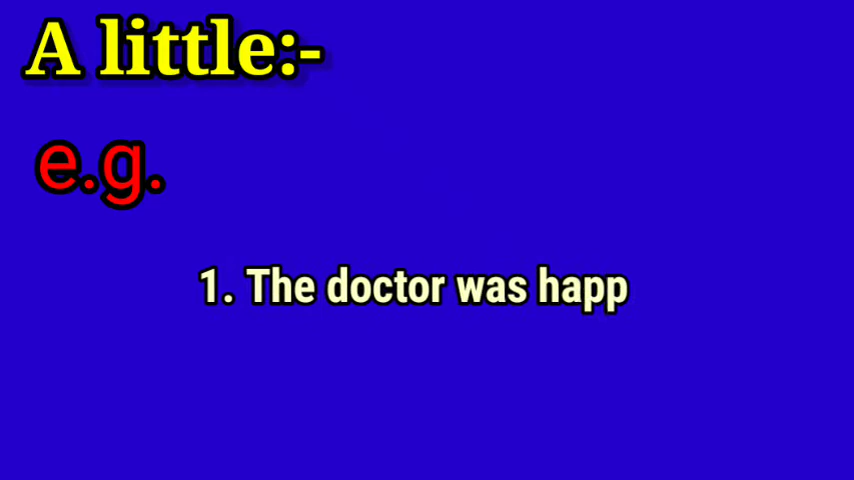 A little:-
e.g.
1. The doctor was happ